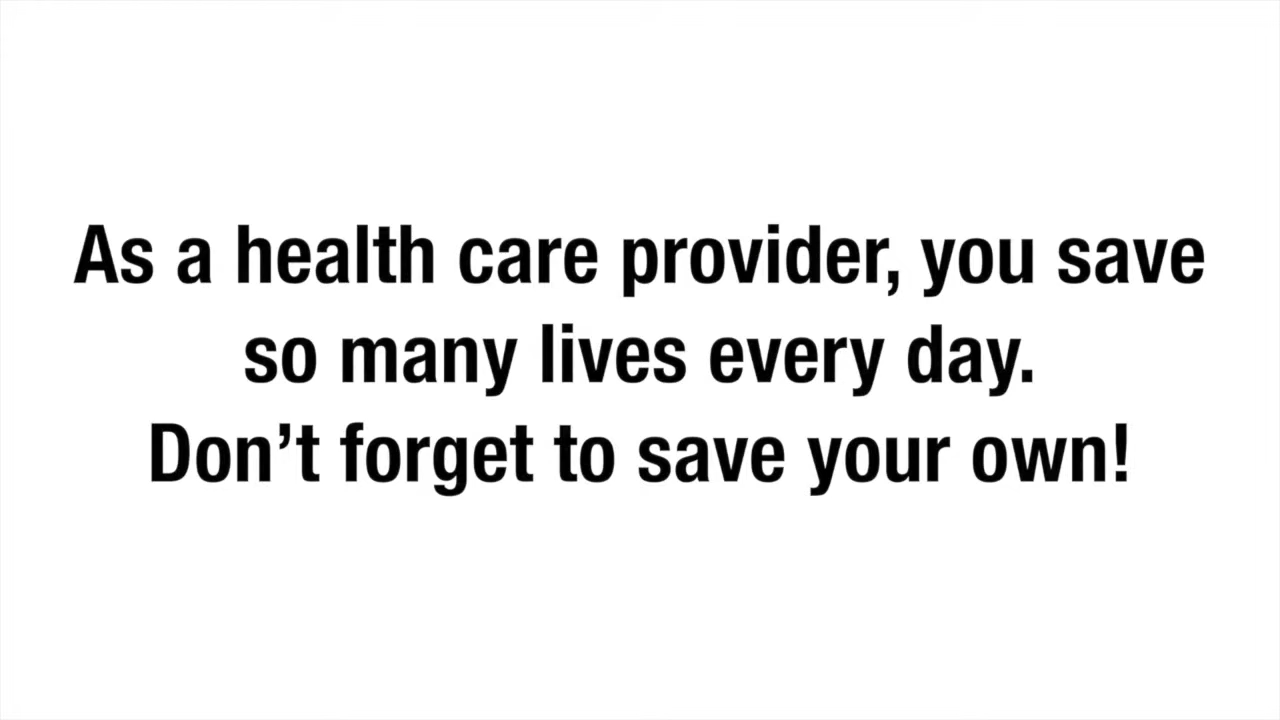 As a health care provider, you save
so many lives every day.
Don’t forget to save your own!